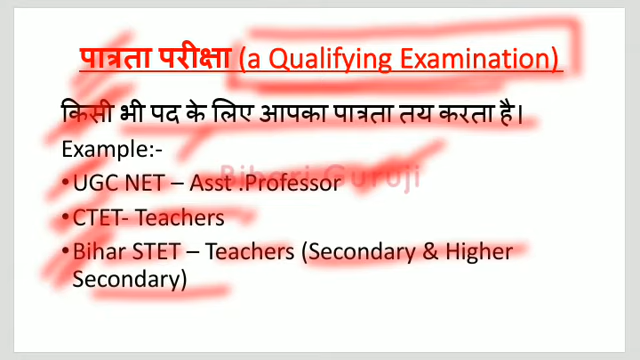 पात्रता परीक्षा (a Qualifying Examination)
किसी भी पद के लिए आपका पात्रता तय करता है।
Example:-
•UGC NET – Asst .Professor
Bihari Guruji
•CTET- Teachers
•Bihar STET – Teachers (Secondary & Higher
Secondary)